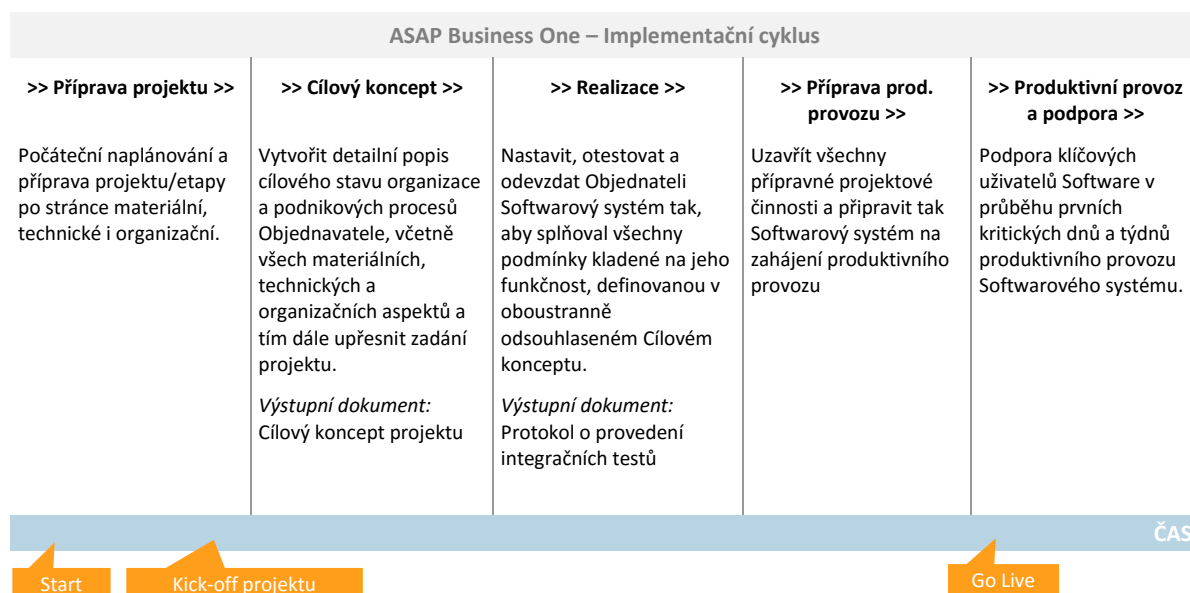 ASAP Business One – Implementační cyklus
>> Příprava projektu >>
Počáteční naplánování a
příprava projektu/etapy
po stránce materiální,
technické i organizační.
>> Cílový koncept >>
Vytvořit detailní popis
cílového stavu organizace
a podnikových procesů
Objednavatele, včetně
všech materiálních,
technických a
organizačních aspektů a
tím dále upřesnit zadání
projektu.
Výstupní dokument:
Cílový koncept projektu
>> Realizace >>
Nastavit, otestovat a
odevzdat Objednateli
Softwarový systém tak,
aby splňoval všechny
podmínky kladené na jeho
funkčnost, definovanou v
oboustranně
odsouhlaseném Cílovém
konceptu.
Výstupní dokument:
Protokol o provedení
integračních testů
>> Příprava prod.
provozu >>
Uzavřít všechny
přípravné projektové
činnosti a připravit tak
Softwarový systém na
zahájení produktivního
provozu
>> Produktivní provoz
a podpora >>
Podpora klíčových
uživatelů Software v
průběhu prvních
kritických dnů a týdnů
produktivního provozu
Softwarového systému.
ČAS
Start
Kick-off projektu
Go Live